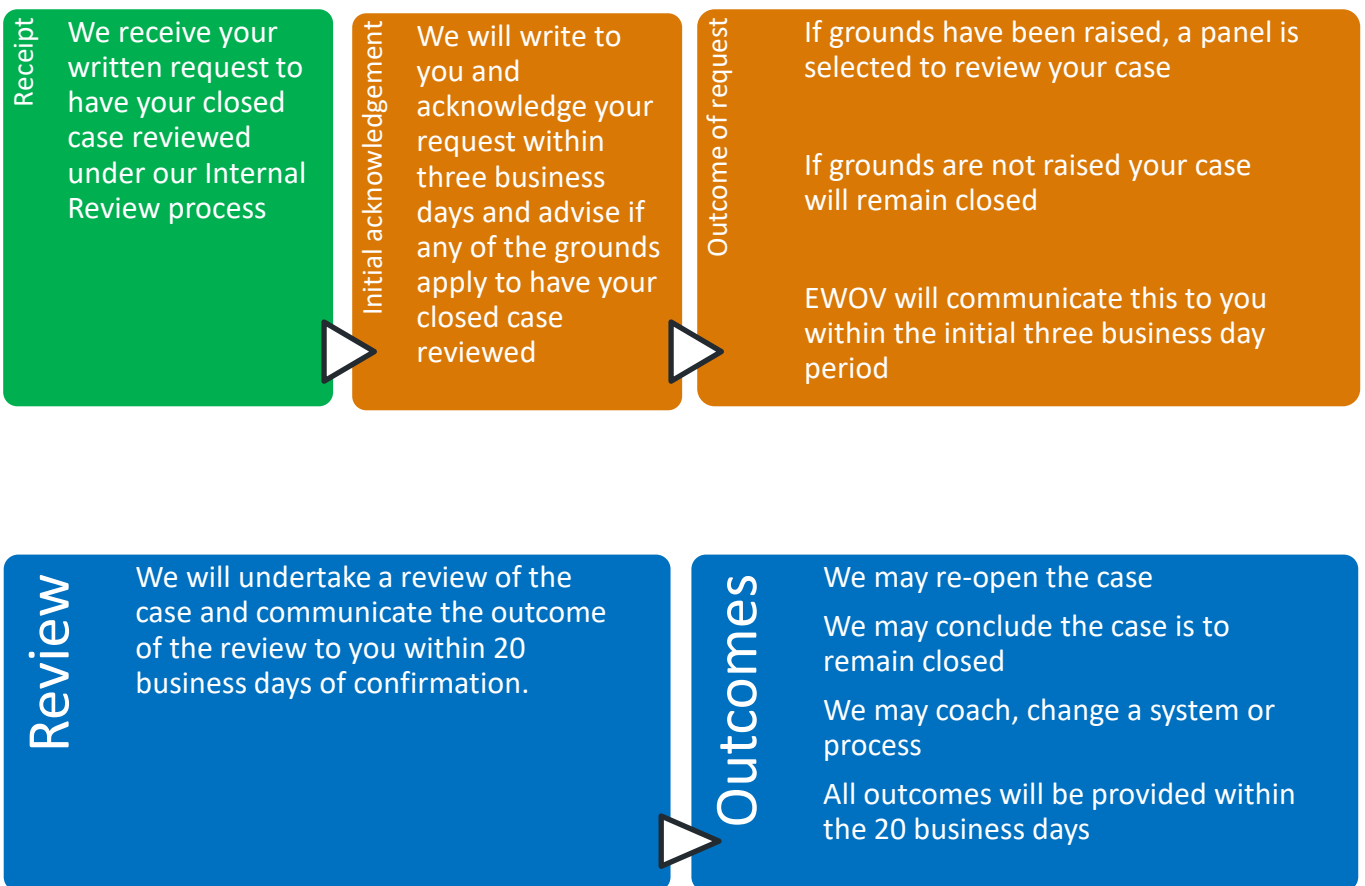 Receipt
We receive your
written request to
have your closed
case reviewed
under our Internal
Review process
Initial acknowledgement
We will write to
you and
acknowledge your
request within
three business
days and advise if
any of the grounds
apply to have your
closed case
reviewed
Outcome of request
If grounds have been raised, a panel is
selected to review your case
If grounds are not raised your case
will remain closed
EWOV will communicate this to you
within the initial three business day
period
Review
We will undertake a review of the
case and communicate the outcome
of the review to you within 20
business days of confirmation.
Outcomes
We may re-open the case
We may conclude the case is to
remain closed
We may coach, change a system or
process
All outcomes will be provided within
the 20 business days